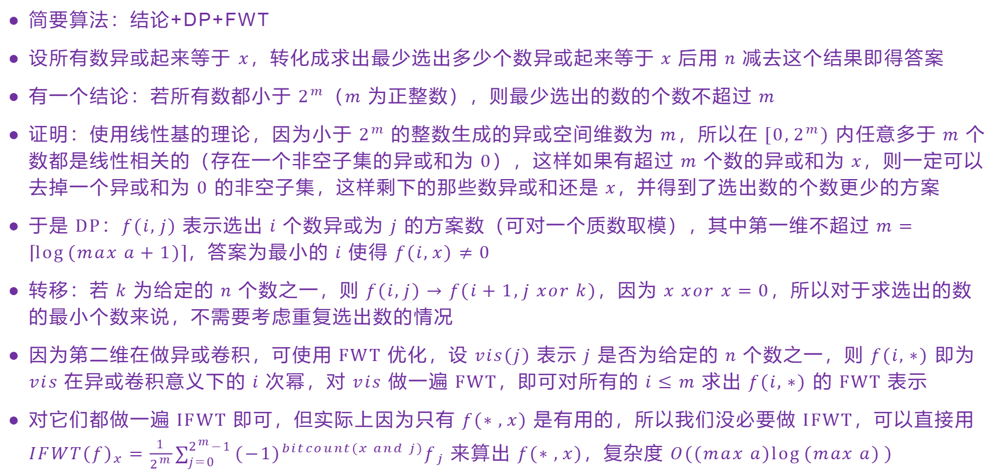 ● 简要算法：结论+DP+FWT
● 设所有数异或起来等于 x，转化成求出最少选出多少个数异或起来等于 x 后用 n 减去这个结果即得答案
● 有一个结论：若所有数都小于 2^m（m 为正整数），则最少选出的数的个数不超过 m
● 证明：使用线性基的理论，因为小于 2^m 的整数生成的异或空间维数为 m，所以在 [0,2^m) 内任意多于 m 个
数都是线性相关的（存在一个非空子集的异或和为 0），这样如果有超过 m 个数的异或和为 x，则一定可以
去掉一个异或和为 0 的非空子集，这样剩下的那些数异或和还是 x，并得到了选出数的个数更少的方案
● 于是 DP：f(i,j) 表示选出 i 个数异或为 j 的方案数（可对一个质数取模），其中第一维不超过 m =
⌈log (max a + 1)⌉，答案为最小的 i 使得 f(i,x) ≠ 0
● 转移：若 k 为给定的 n 个数之一，则 f(i,j) → f(i + 1, j xor k)，因为 x xor x = 0，所以对于求选出的数
的最小个数来说，不需要考虑重复选出数的情况
● 因为第二维在做异或卷积，可使用 FWT 优化，设 vis(j) 表示 j 是否为给定的 n 个数之一，则 f(i,∗) 即为
vis 在异或卷积意义下的 i 次幂，对 vis 做一遍 FWT，即可对所有的 i ≤ m 求出 f(i,∗) 的 FWT 表示
● 对它们都做一遍 IFWT 即可，但实际上因为只有 f(∗,x) 是有用的，所以我们没必要做 IFWT，可以直接用
IFWT(f)_x = \frac{1}{2^m} ∑_{j=0}^{2^m−1} (−1)^{bitcount(x and j)} f_j 来算出 f(∗,x)，复杂度 O((max a)log (max a) )